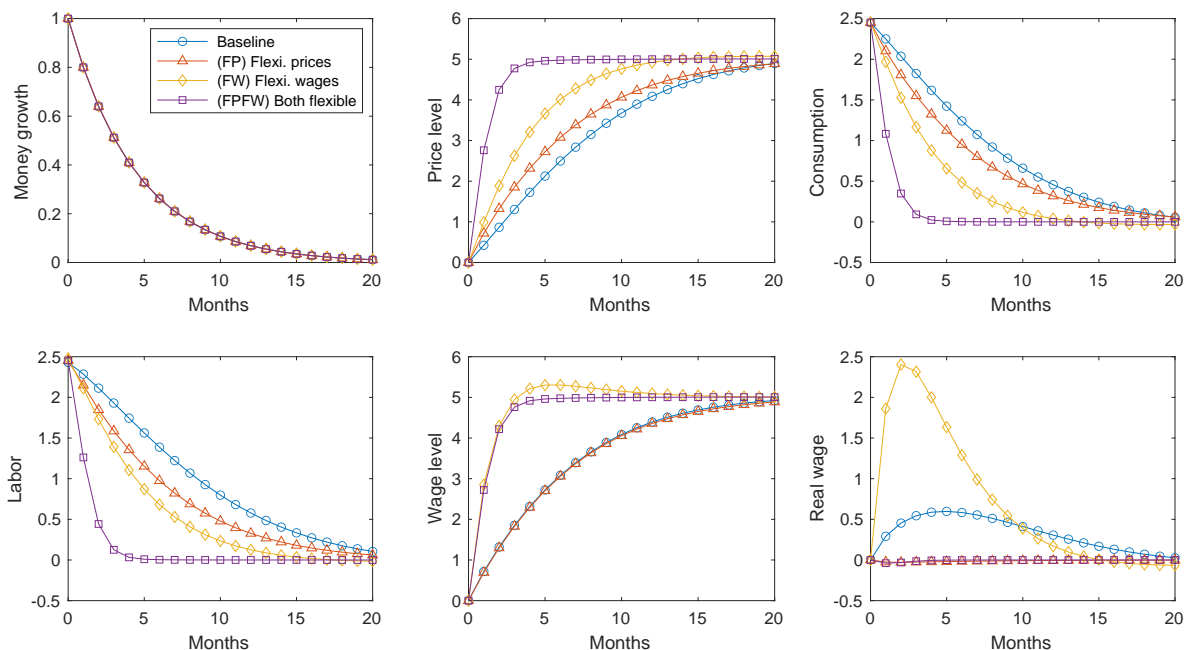 Money growth
1
0.8
0.6
0.4
0.2
0
0 5 10 15 20
Months
Baseline
(FP) Flexi. prices
(FW) Flexi. wages
(FPFW) Both flexible
Price level
6
5
4
3
2
1
0
0 5 10 15 20
Months
Consumption
2.5
2
1.5
1
0.5
0
-0.5
0 5 10 15 20
Months
Labor
2.5
2
1.5
1
0.5
0
-0.5
0 5 10 15 20
Months
Wage level
6
5
4
3
2
1
0
0 5 10 15 20
Months
Real wage
2.5
2
1.5
1
0.5
0
-0.5
0 5 10 15 20
Months